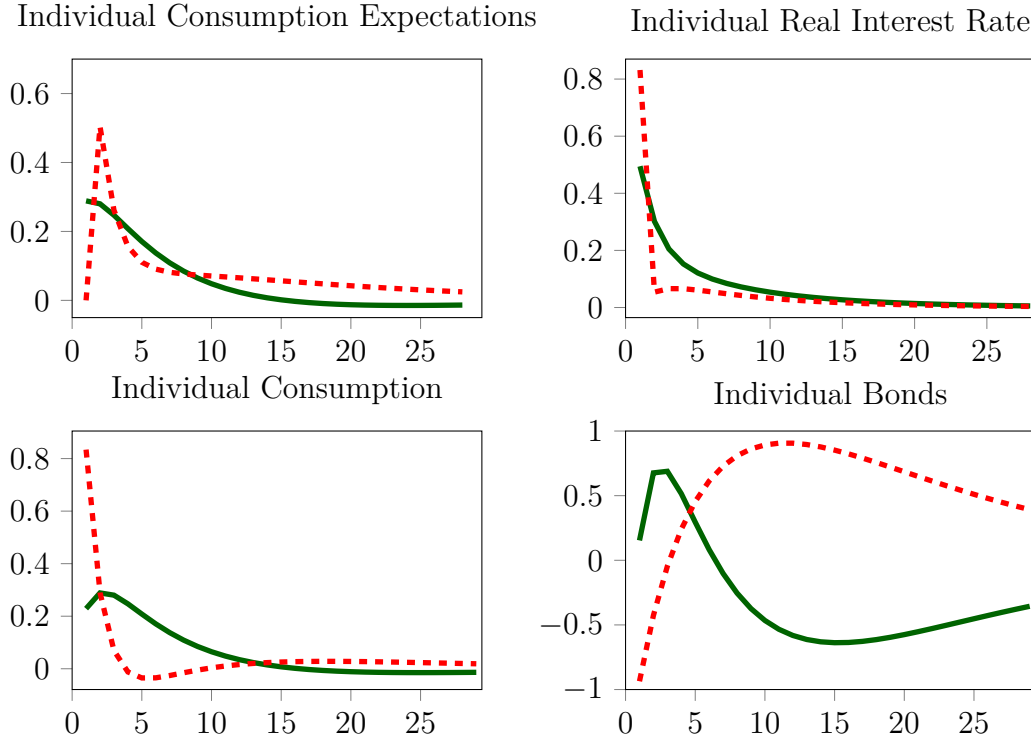 Individual Consumption Expectations
0.6
0.4
0.2
0
0 5 10 15 20 25
Individual Real Interest Rate
0.8
0.6
0.4
0.2
0
0 5 10 15 20 25
Individual Consumption
0.8
0.6
0.4
0.2
0
0 5 10 15 20 25
Individual Bonds
1
0.5
0
−0.5
−1
0 5 10 15 20 25